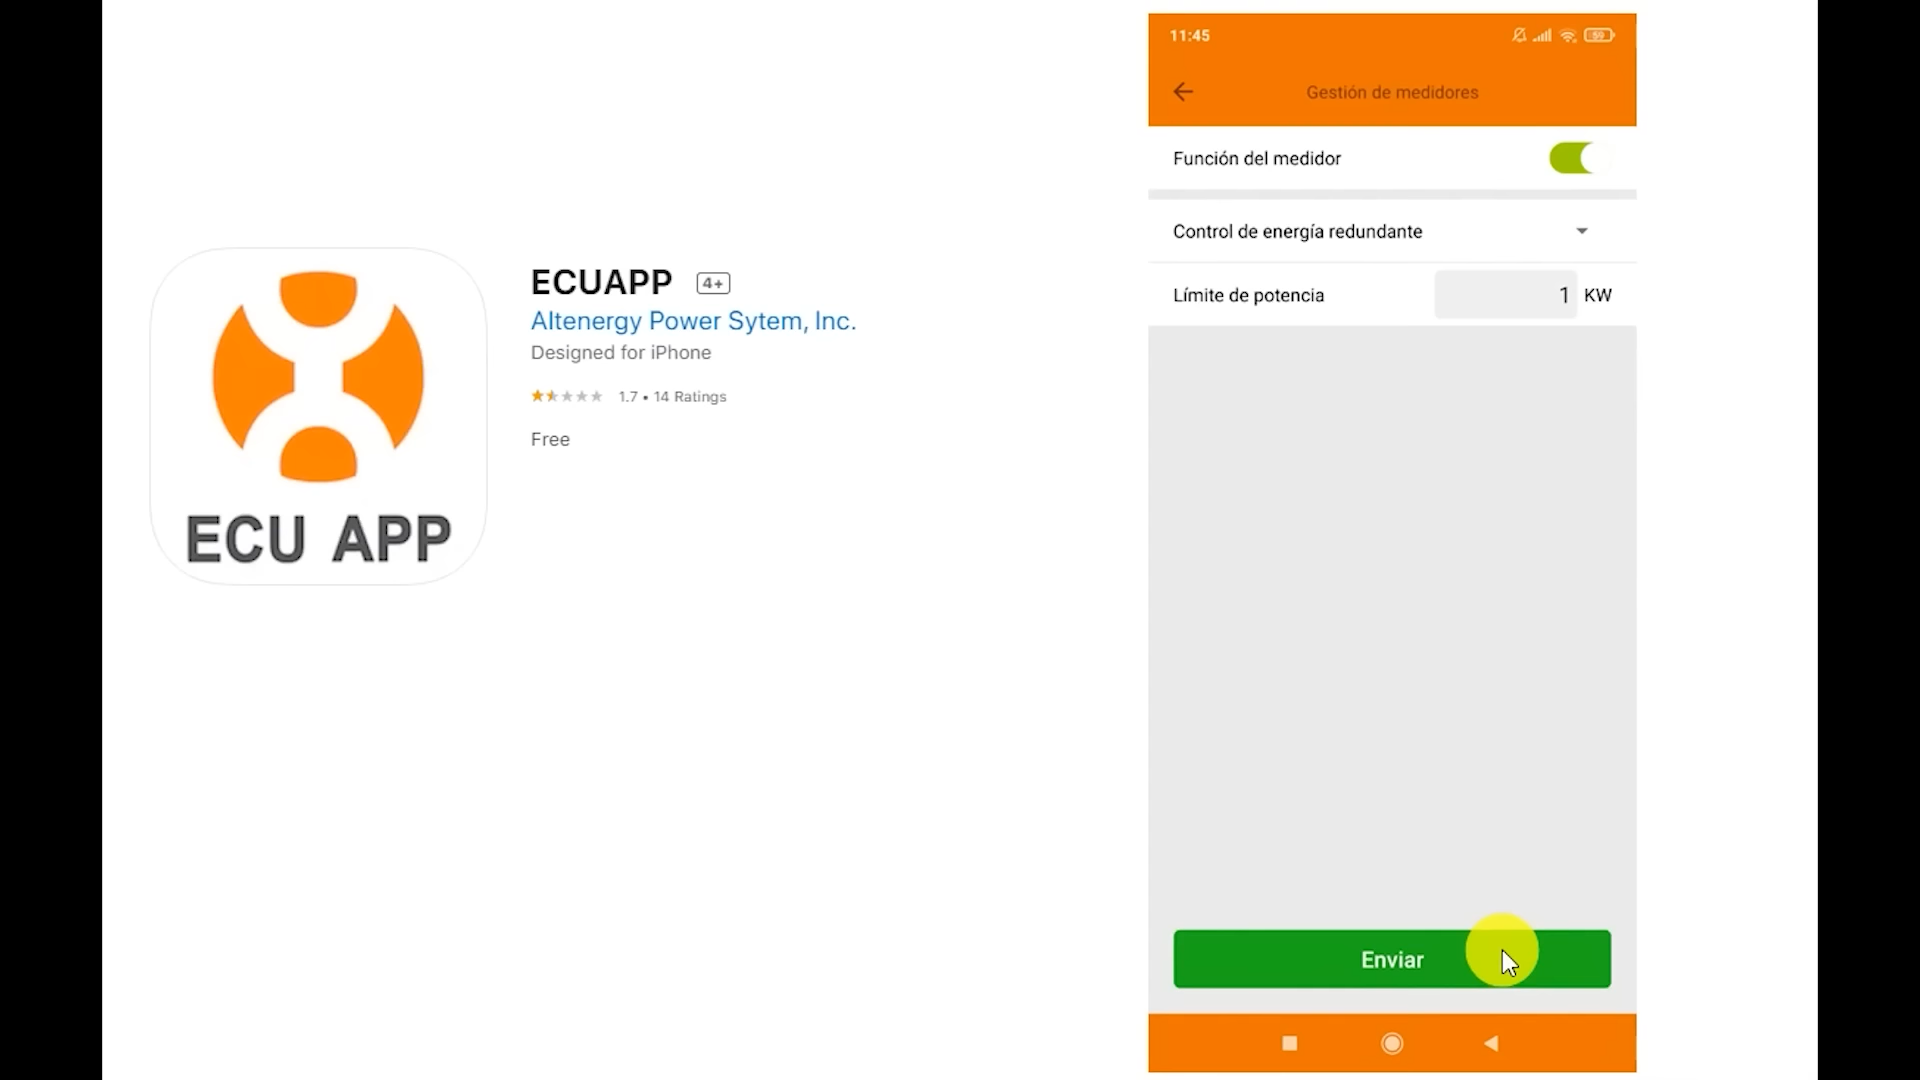 ECU APP
ECUAPP 4+
Altenergy Power Sytem, Inc.
Designed for iPhone
1.7 • 14 Ratings
Free
11:45
59
Gestión de medidores
Función del medidor
Control de energía redundante
Límite de potencia 1 KW
Enviar